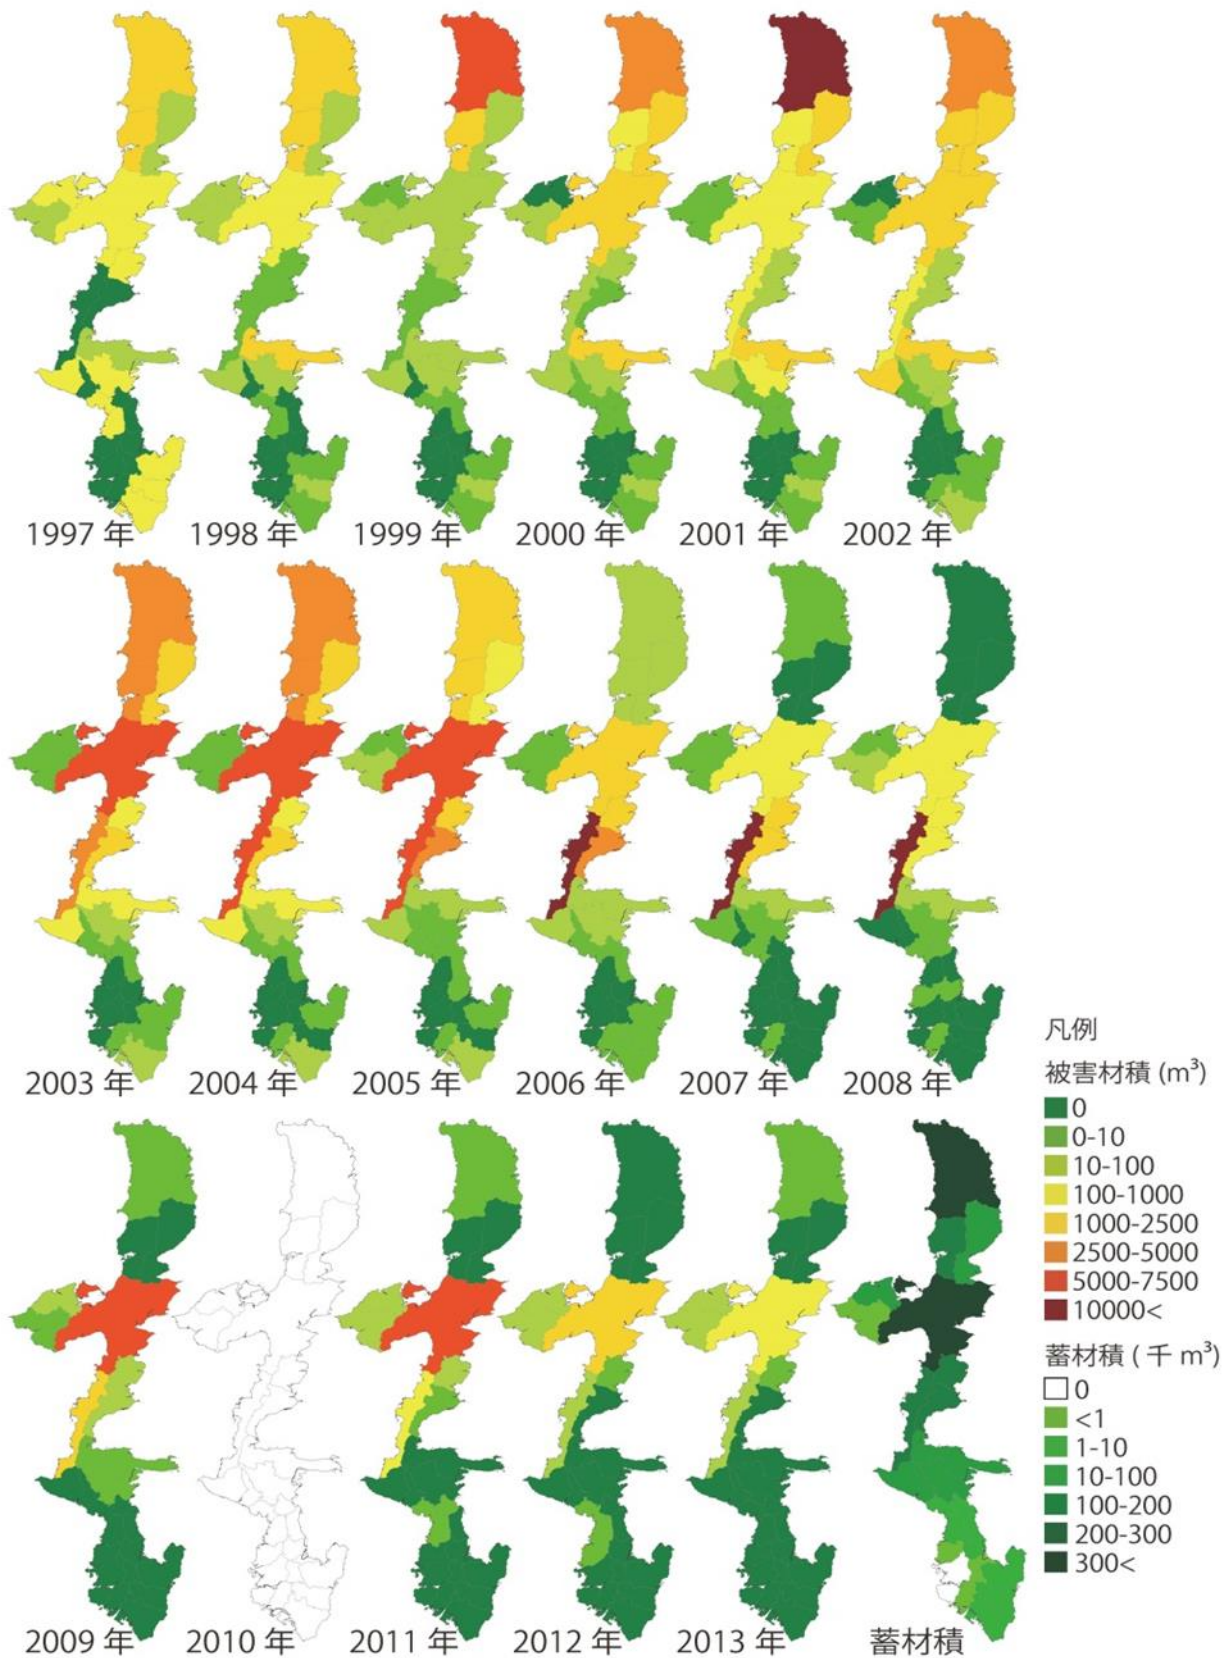 1997 年
1998 年
1999 年
2000 年
2001 年
2002 年
2003 年
2004 年
2005 年
2006 年
2007 年
2008 年
凡例
被害材積 (m³)
0
0-10
10-100
100-1000
1000-2500
2500-5000
5000-7500
10000<
蓄材積 ( 千 m³)
0
<1
1-10
10-100
100-200
200-300
300<
2009 年
2010 年
2011 年
2012 年
2013 年
蓄材積